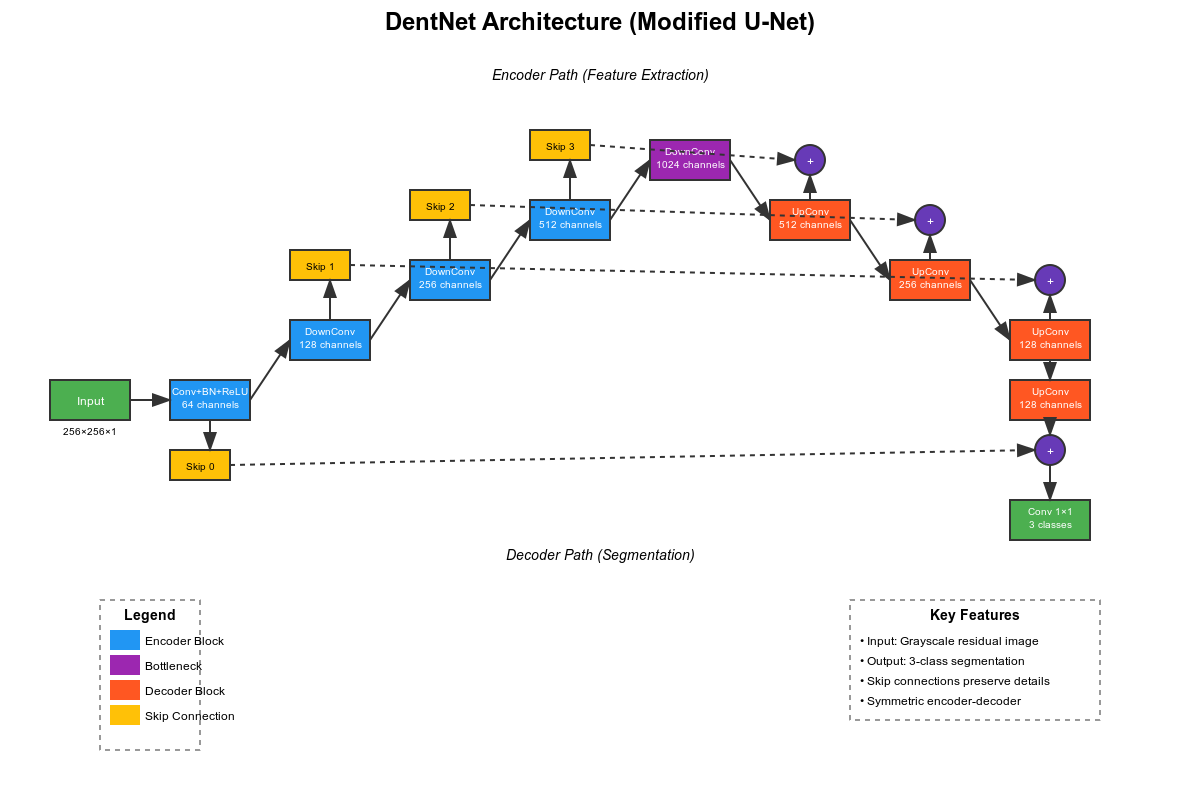 DentNet Architecture (Modified U-Net)
Encoder Path (Feature Extraction)
Skip 3
DownConv
1024 channels
+
Skip 2
DownConv
512 channels
UpConv
512 channels
+
Skip 1
DownConv
256 channels
UpConv
256 channels
+
DownConv
128 channels
UpConv
128 channels
Input
256×256×1
Conv+BN+ReLU
64 channels
UpConv
128 channels
Skip 0
+
Conv 1×1
3 classes
Decoder Path (Segmentation)
Legend
Encoder Block
Bottleneck
Decoder Block
Skip Connection
Key Features
• Input: Grayscale residual image
• Output: 3-class segmentation
• Skip connections preserve details
• Symmetric encoder-decoder